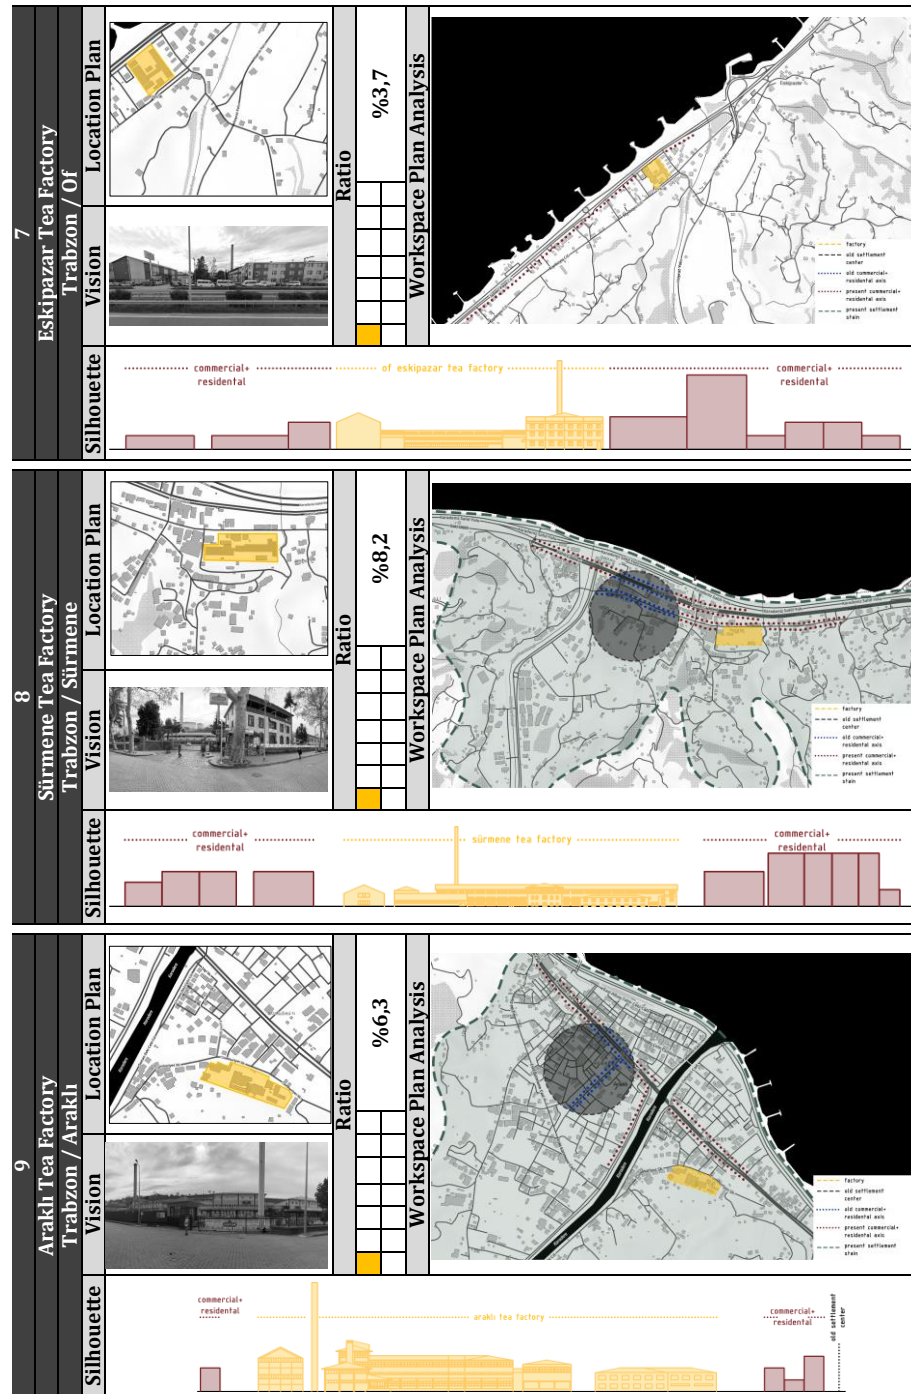 7
Eskipazar Tea Factory
Trabzon / Of
Location Plan
Vision
Silhouette
Ratio
%3,7
Workspace Plan Analysis
factory
old settlement
center
old commercial+
residental axis
present commercial+
residental axis
present settlement
stain
commercial+
residental
of eskipazar tea factory
commercial+
residental
8
Sürmene Tea Factory
Trabzon / Sürmene
Location Plan
Vision
Silhouette
Ratio
%8,2
Workspace Plan Analysis
factory
old settlement
center
old commercial+
residental axis
present commercial+
residental axis
present settlement
stain
commercial+
residental
sürmene tea factory
commercial+
residental
9
Araklı Tea Factory
Trabzon / Araklı
Location Plan
Vision
Silhouette
Ratio
%6,3
Workspace Plan Analysis
factory
old settlement
center
old commercial+
residental axis
present commercial+
residental axis
present settlement
stain
commercial+
residental
araklı tea factory
commercial+
residental
old settlement
center